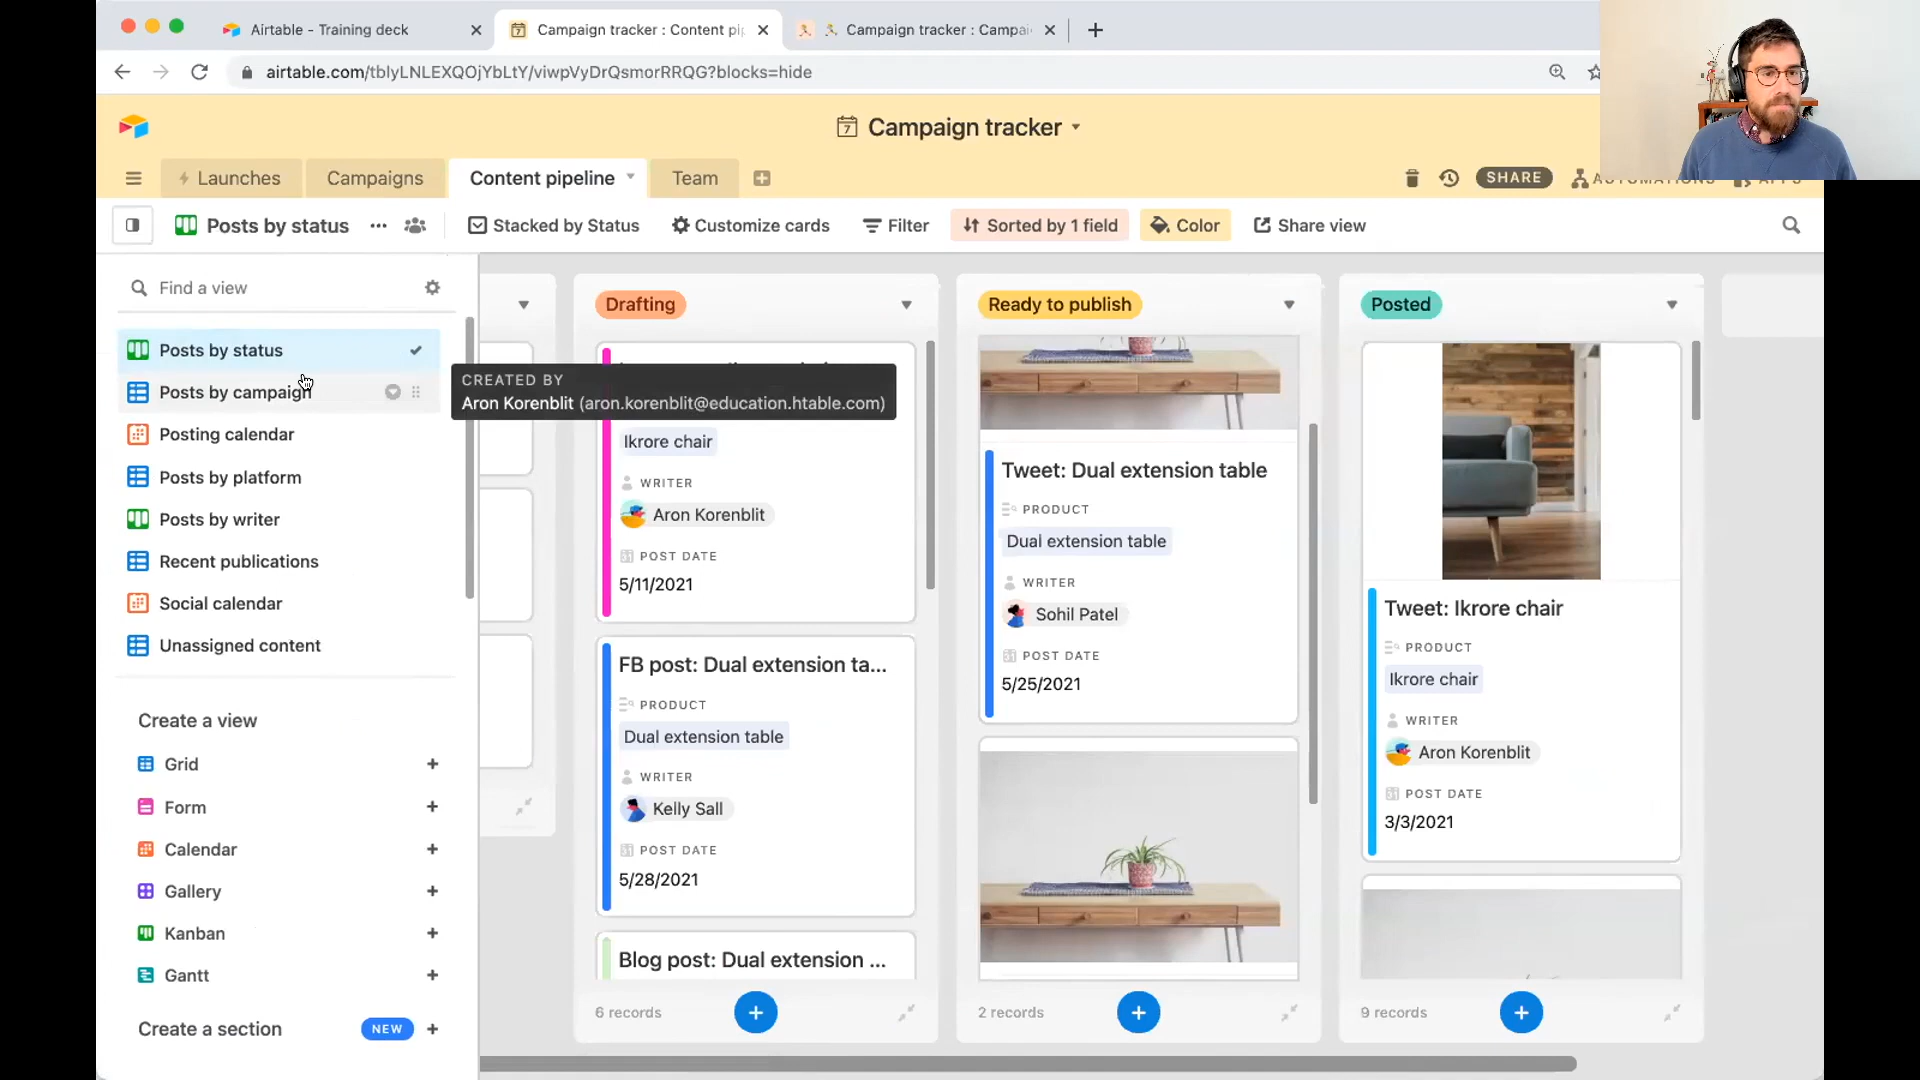 Airtable - Training deck
Campaign tracker : Content pi
Campaign tracker : Campai
airtable.com/tblyLNLEXQOjYbLtY/viwpVyDrQsmorRRQG?blocks=hide
7 Campaign tracker
Launches
Campaigns
Content pipeline
Team
SHARE
AUTOMATIONS
APPS
Posts by status
Stacked by Status
Customize cards
Filter
Sorted by 1 field
Color
Share view
Find a view
Posts by status
Posts by campaign
Posting calendar
Posts by platform
Posts by writer
Recent publications
Social calendar
Unassigned content
Create a view
Grid
Form
Calendar
Gallery
Kanban
Gantt
Create a section NEW
CREATED BY
Aron Korenblit (aron.korenblit@education.htable.com)
Drafting
Ikrore chair
WRITER
Aron Korenblit
POST DATE
5/11/2021
FB post: Dual extension ta...
PRODUCT
Dual extension table
WRITER
Kelly Sall
POST DATE
5/28/2021
Blog post: Dual extension ...
6 records
Ready to publish
Tweet: Dual extension table
PRODUCT
Dual extension table
WRITER
Sohil Patel
POST DATE
5/25/2021
2 records
Posted
Tweet: Ikrore chair
PRODUCT
Ikrore chair
WRITER
Aron Korenblit
POST DATE
3/3/2021
9 records